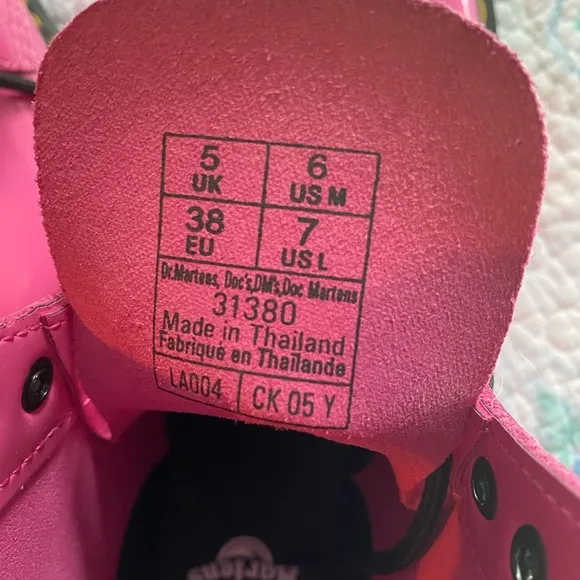 5 UK
6 US M
38 EU
7 US L
Dr.Martens, Doc's,DM's,Doc Martens
31380
Made in Thailand
Fabriqué en Thaïlande
LA004
CK 05 Y
Martens